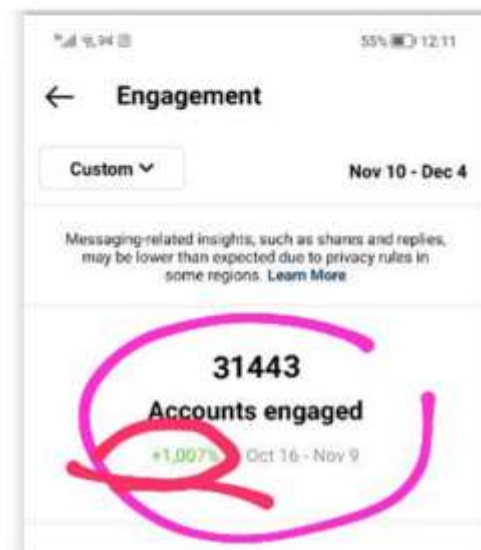 55% 12:11
Engagement
Custom
Nov 10 - Dec 4
Messaging-related insights, such as shares and replies,
may be lower than expected due to privacy rules in
some regions. Learn More
31443
Accounts engaged
+1,007% Oct 16 - Nov 9